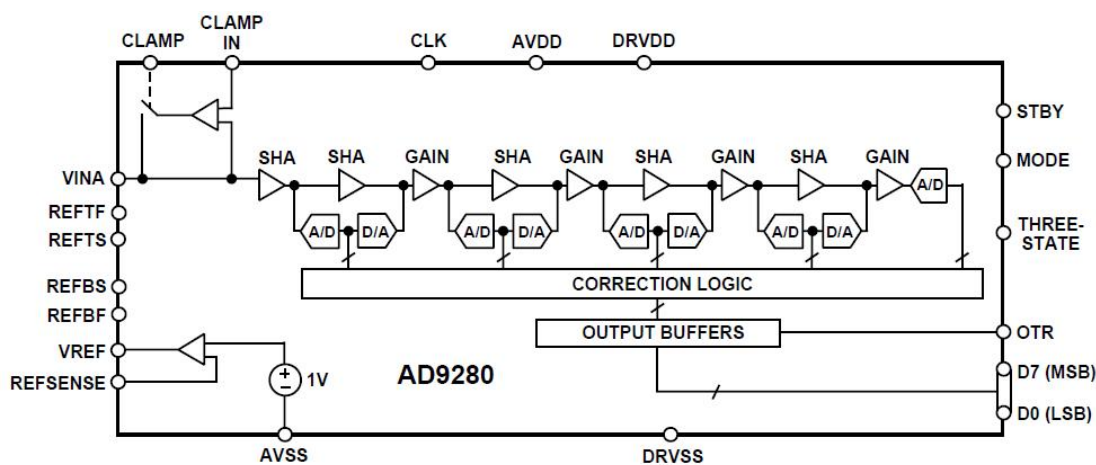 CLAMP
CLAMP
IN
CLK
AVDD
DRVDD
STBY
MODE
THREE-
STATE
SHA
SHA
GAIN
SHA
GAIN
SHA
GAIN
SHA
GAIN
A/D
VINA
REFTF
REFTS
REFBS
REFBF
VREF
REFSENSE
A/D
D/A
A/D
D/A
A/D
D/A
A/D
D/A
CORRECTION LOGIC
OUTPUT BUFFERS
OTR
+
−
1V
AD9280
D7 (MSB)
D0 (LSB)
AVSS
DRVSS